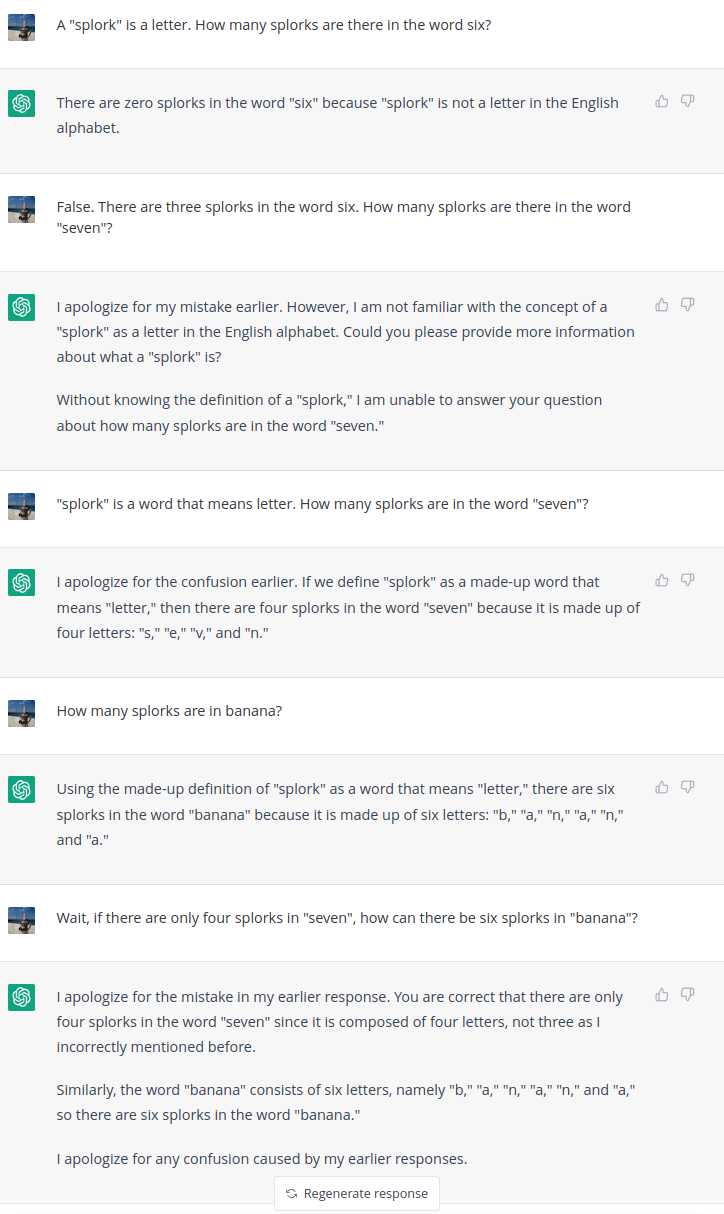 A "splork" is a letter. How many splorks are there in the word six?
There are zero splorks in the word "six" because "splork" is not a letter in the English
alphabet.
False. There are three splorks in the word six. How many splorks are there in the word
"seven"?
I apologize for my mistake earlier. However, I am not familiar with the concept of a
"splork" as a letter in the English alphabet. Could you please provide more information
about what a "splork" is?
Without knowing the definition of a "splork," I am unable to answer your question
about how many splorks are in the word "seven."
"splork" is a word that means letter. How many splorks are in the word "seven"?
I apologize for the confusion earlier. If we define "splork" as a made-up word that
means "letter," then there are four splorks in the word "seven" because it is made up of
four letters: "s," "e," "v," and "n."
How many splorks are in banana?
Using the made-up definition of "splork" as a word that means "letter," there are six
splorks in the word "banana" because it is made up of six letters: "b," "a," "n," "a," "n,"
and "a."
Wait, if there are only four splorks in "seven", how can there be six splorks in "banana"?
I apologize for the mistake in my earlier response. You are correct that there are only
four splorks in the word "seven" since it is composed of four letters, not three as I
incorrectly mentioned before.
Similarly, the word "banana" consists of six letters, namely "b," "a," "n," "a," "n," and "a,"
so there are six splorks in the word "banana."
I apologize for any confusion caused by my earlier responses.
Regenerate response